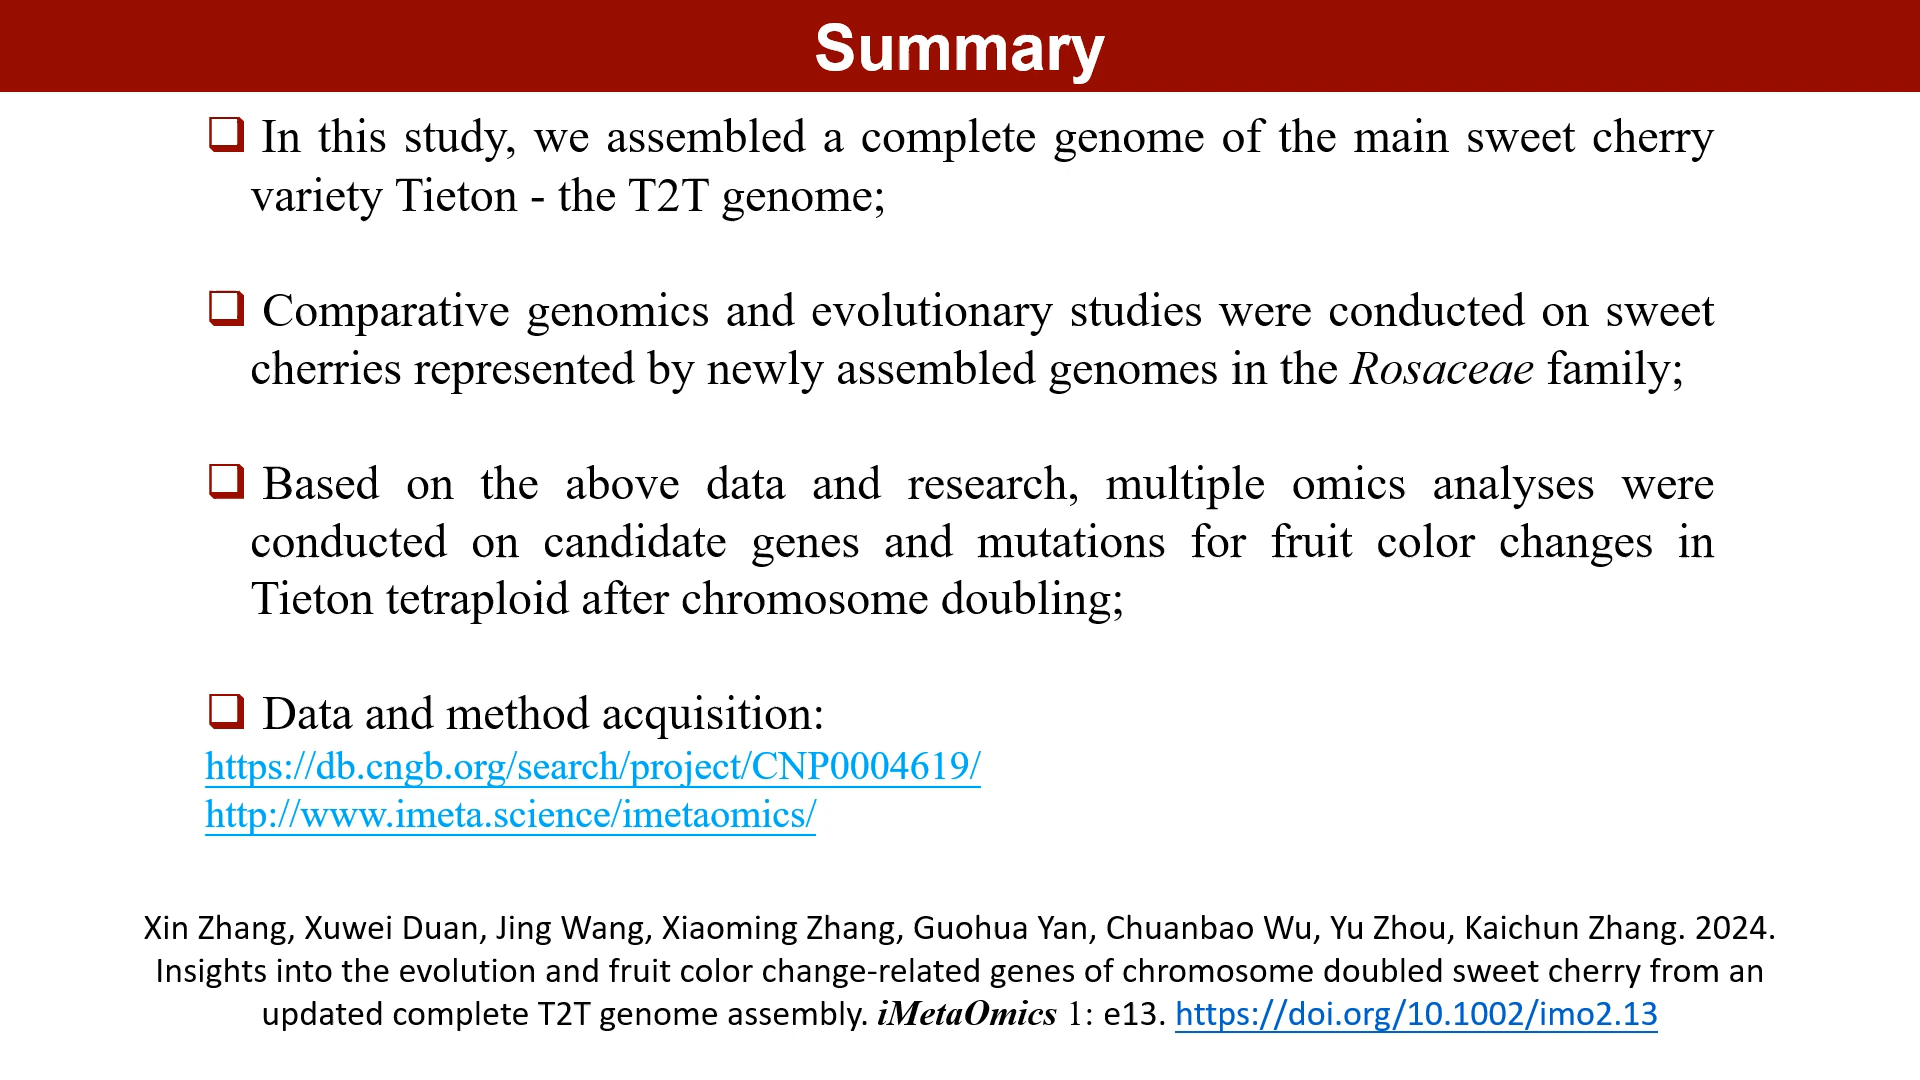 Summary
❑ In this study, we assembled a complete genome of the main sweet cherry
variety Tieton - the T2T genome;
❑ Comparative genomics and evolutionary studies were conducted on sweet
cherries represented by newly assembled genomes in the Rosaceae family;
❑ Based on the above data and research, multiple omics analyses were
conducted on candidate genes and mutations for fruit color changes in
Tieton tetraploid after chromosome doubling;
❑ Data and method acquisition:
https://db.cngb.org/search/project/CNP0004619/
http://www.imeta.science/imetaomics/
Xin Zhang, Xuwei Duan, Jing Wang, Xiaoming Zhang, Guohua Yan, Chuanbao Wu, Yu Zhou, Kaichun Zhang. 2024.
Insights into the evolution and fruit color change-related genes of chromosome doubled sweet cherry from an
updated complete T2T genome assembly. iMetaOmics 1: e13. https://doi.org/10.1002/imo2.13